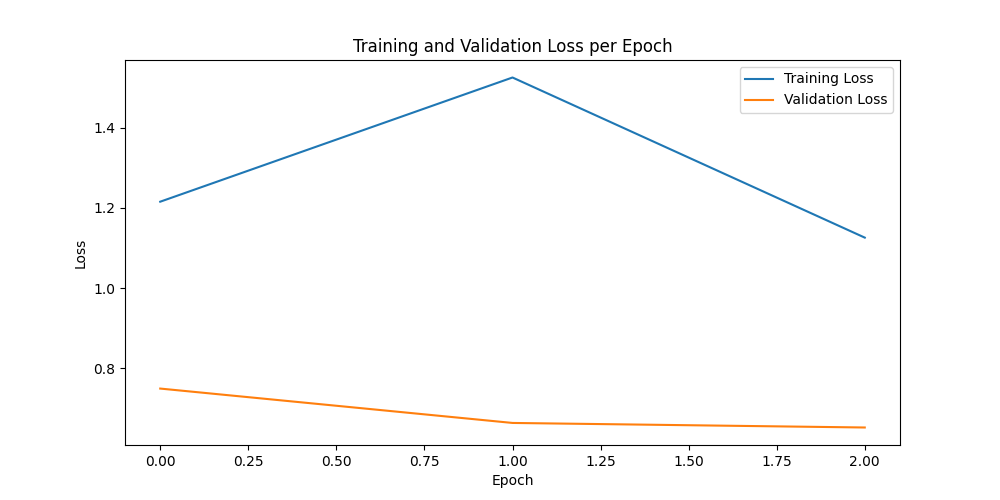 Training and Validation Loss per Epoch
Training Loss
Validation Loss
Loss
1.4
1.2
1.0
0.8
0.00 0.25 0.50 0.75 1.00 1.25 1.50 1.75 2.00
Epoch